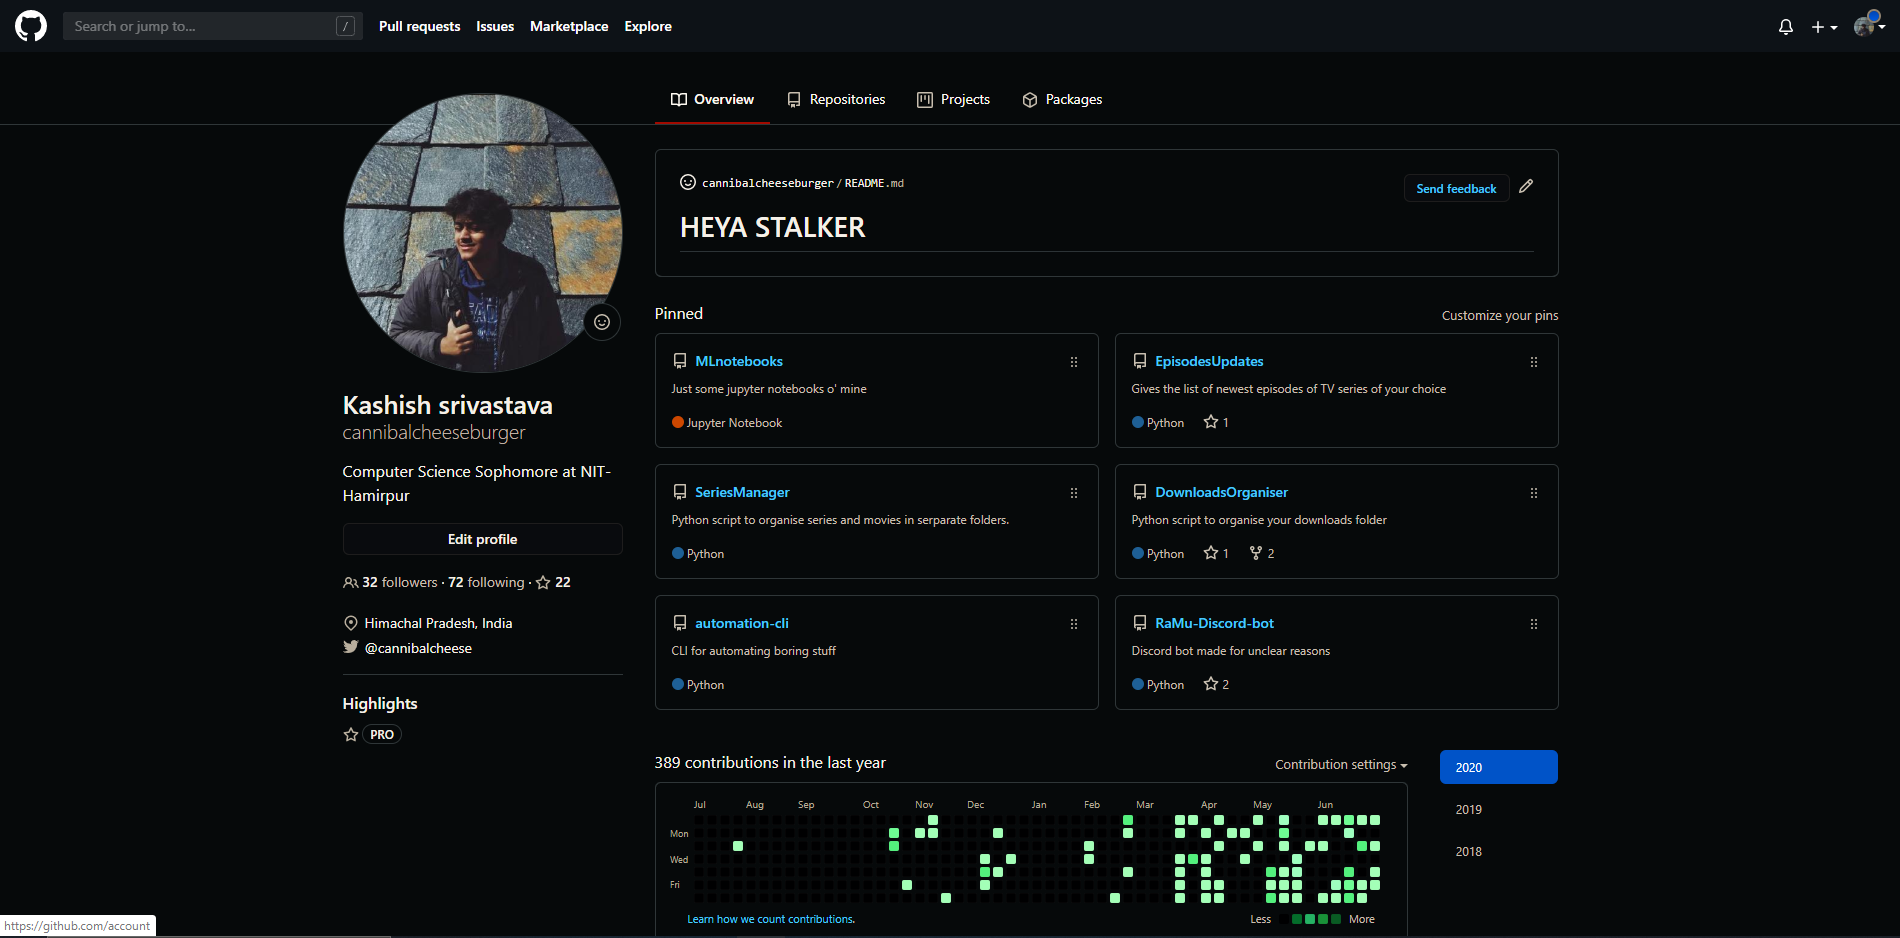 Search or jump to...
/
Pull requests
Issues
Marketplace
Explore
Overview
Repositories
Projects
Packages
Kashish srivastava
cannibalcheeseburger
Computer Science Sophomore at NIT-
Hamirpur
Edit profile
32 followers · 72 following · 22
Himachal Pradesh, India
@cannibalcheese
Highlights
PRO
cannibalcheeseburger/README.md
Send feedback
HEYA STALKER
Pinned
Customize your pins
MLnotebooks
Just some jupyter notebooks o' mine
Jupyter Notebook
EpisodesUpdates
Gives the list of newest episodes of TV series of your choice
Python 1
SeriesManager
Python script to organise series and movies in serparate folders.
Python
DownloadsOrganiser
Python script to organise your downloads folder
Python 1 2
automation-cli
CLI for automating boring stuff
Python
RaMu-Discord-bot
Discord bot made for unclear reasons
Python 2
389 contributions in the last year
Contribution settings
2020
2019
2018
Jul Aug Sep Oct Nov Dec Jan Feb Mar Apr May Jun
Mon
Wed
Fri
Learn how we count contributions.
Less More
https://github.com/account